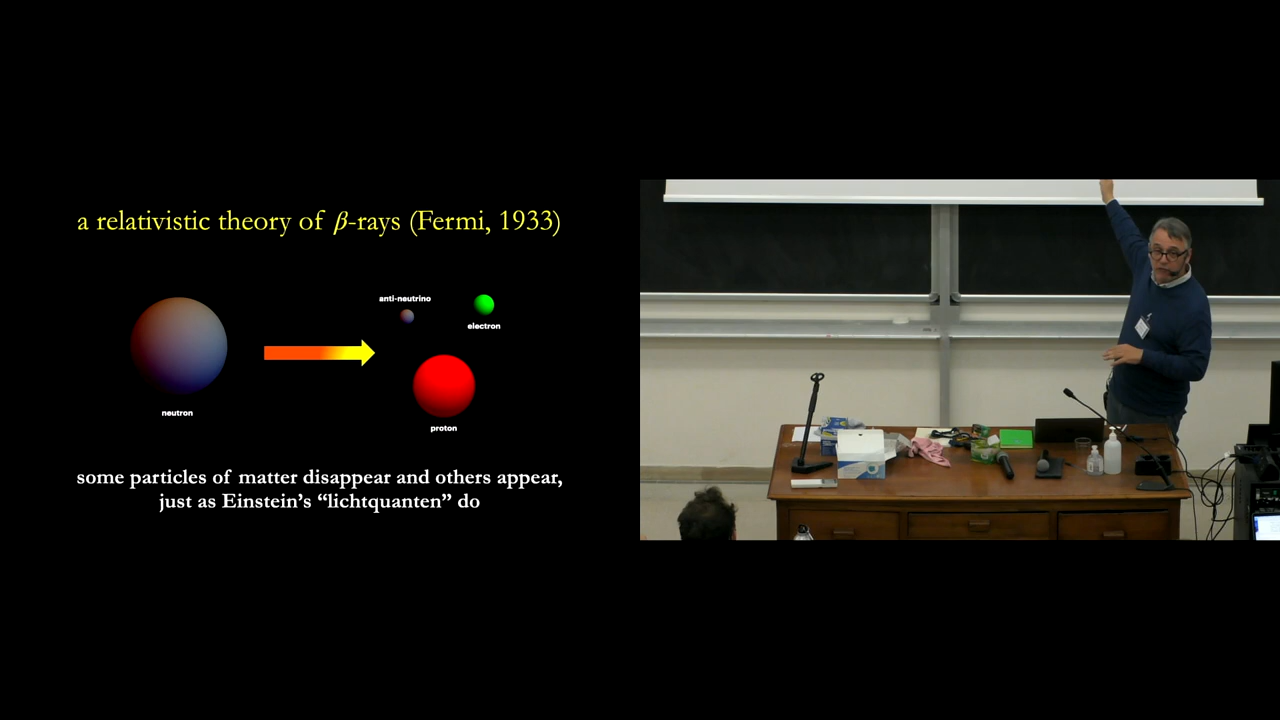 a relativistic theory of β-rays (Fermi, 1933)
anti-neutrino
electron
neutron
proton
some particles of matter disappear and others appear,
just as Einstein's “lichtquanten” do